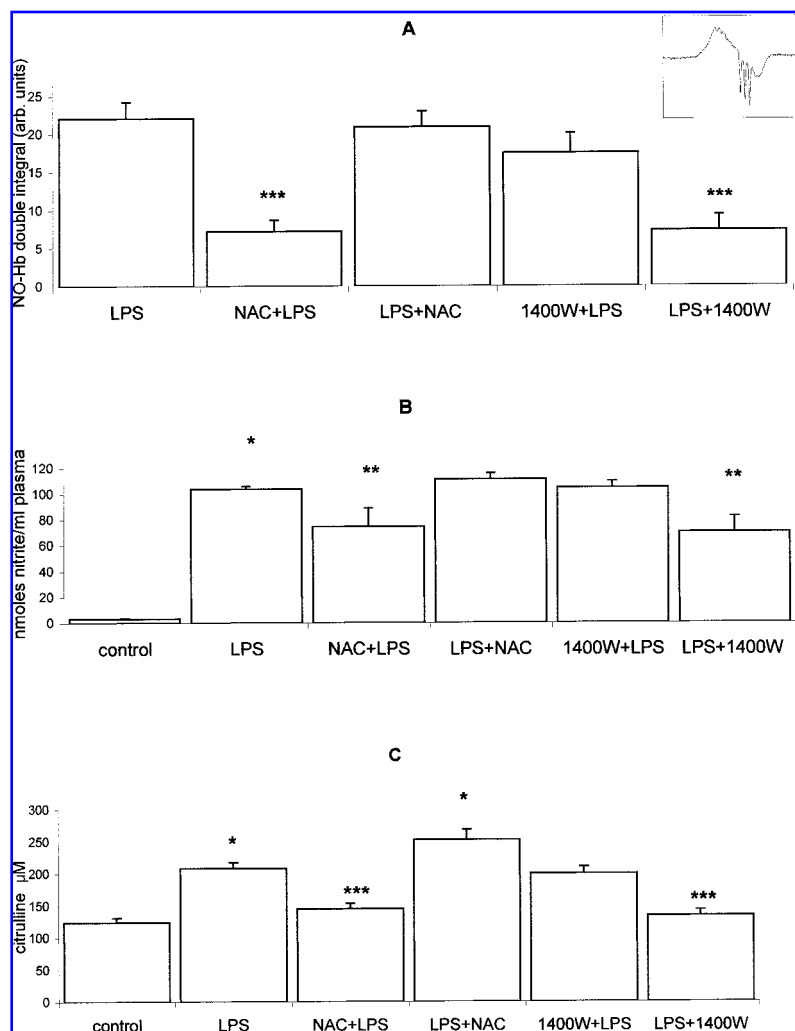 A
NO-Hb double integral (arb. units)
25
20
15
10
5
0
***
***
LPS
NAC+LPS
LPS+NAC
1400W+LPS
LPS+1400W
B
nmoles nitrite/ml plasma
120
100
80
60
40
20
0
*
**
**
control
LPS
NAC+LPS
LPS+NAC
1400W+LPS
LPS+1400W
C
citrulline µM
300
250
200
150
100
50
0
*
***
*
***
control
LPS
NAC+LPS
LPS+NAC
1400W+LPS
LPS+1400W